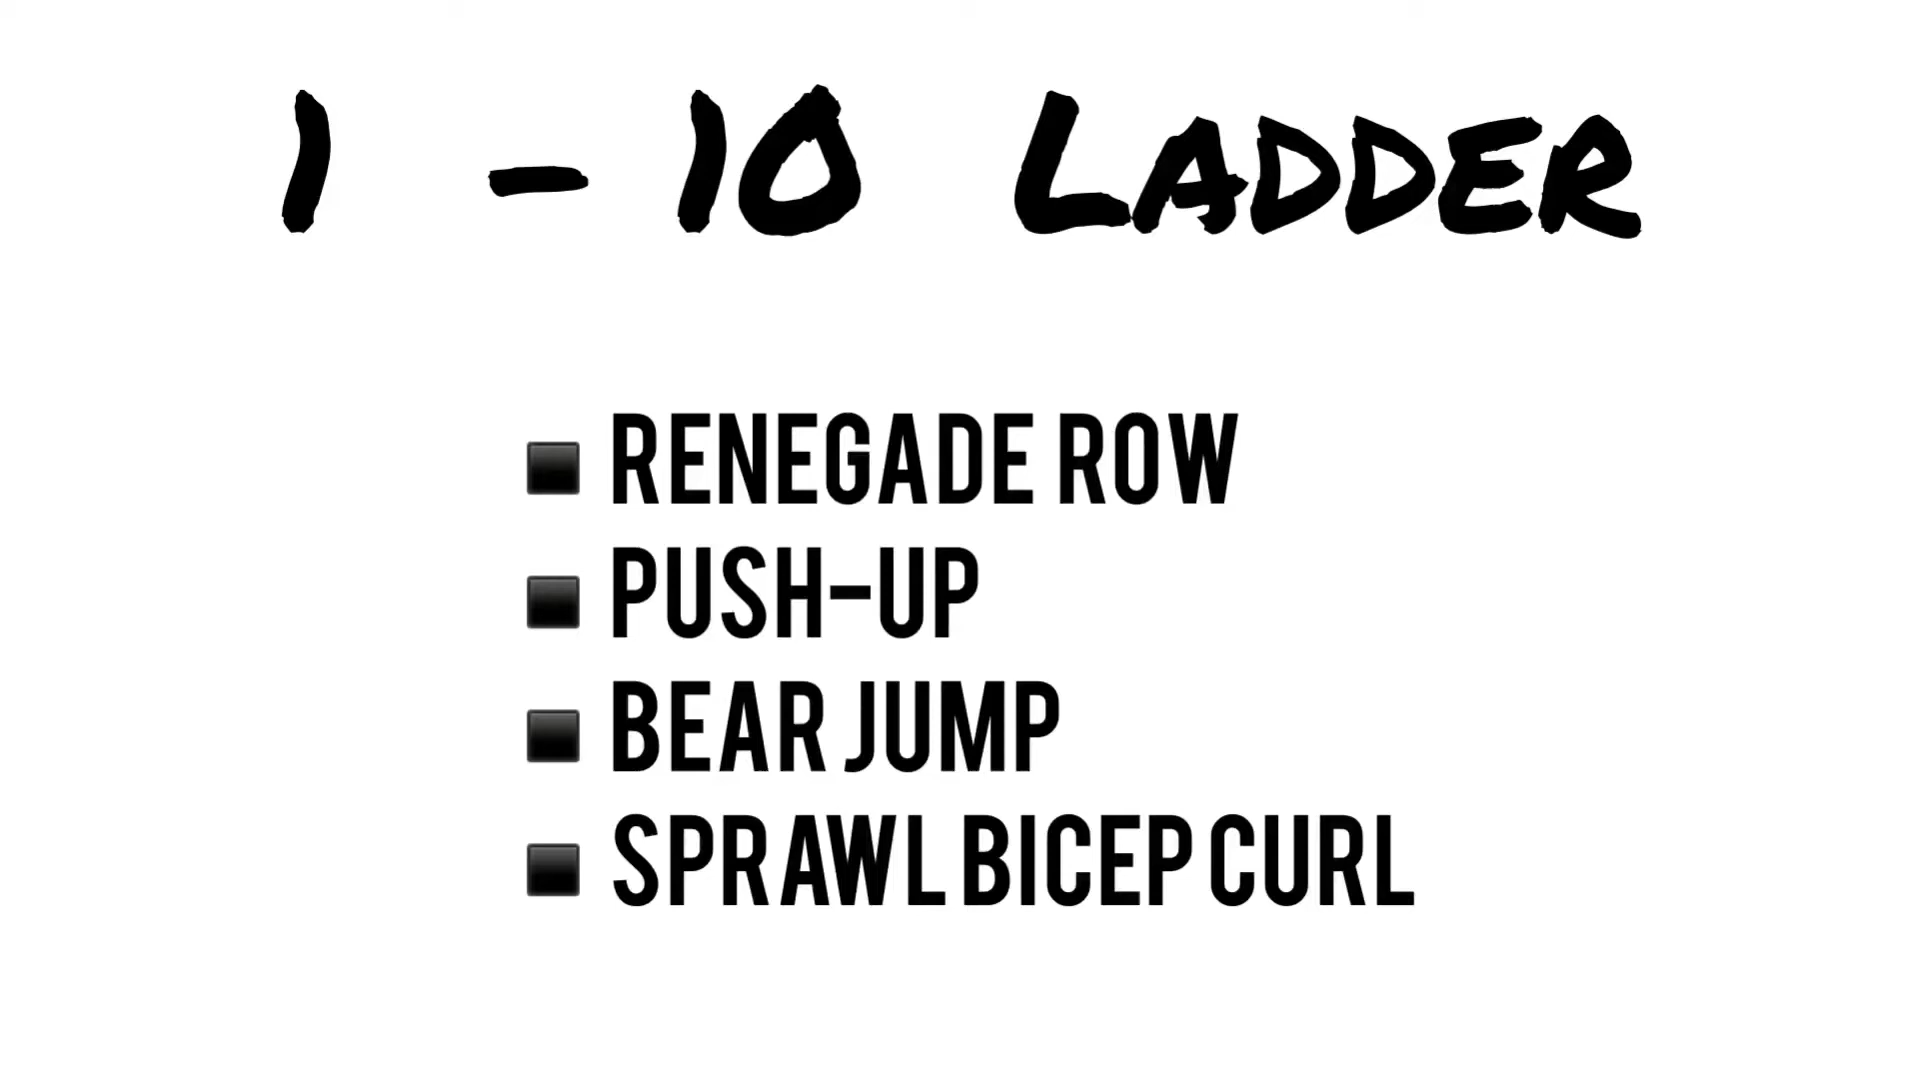 1 - 10 Ladder
▪ RENEGADE ROW
▪ PUSH-UP
▪ BEAR JUMP
▪ SPRAWL BICEP CURL